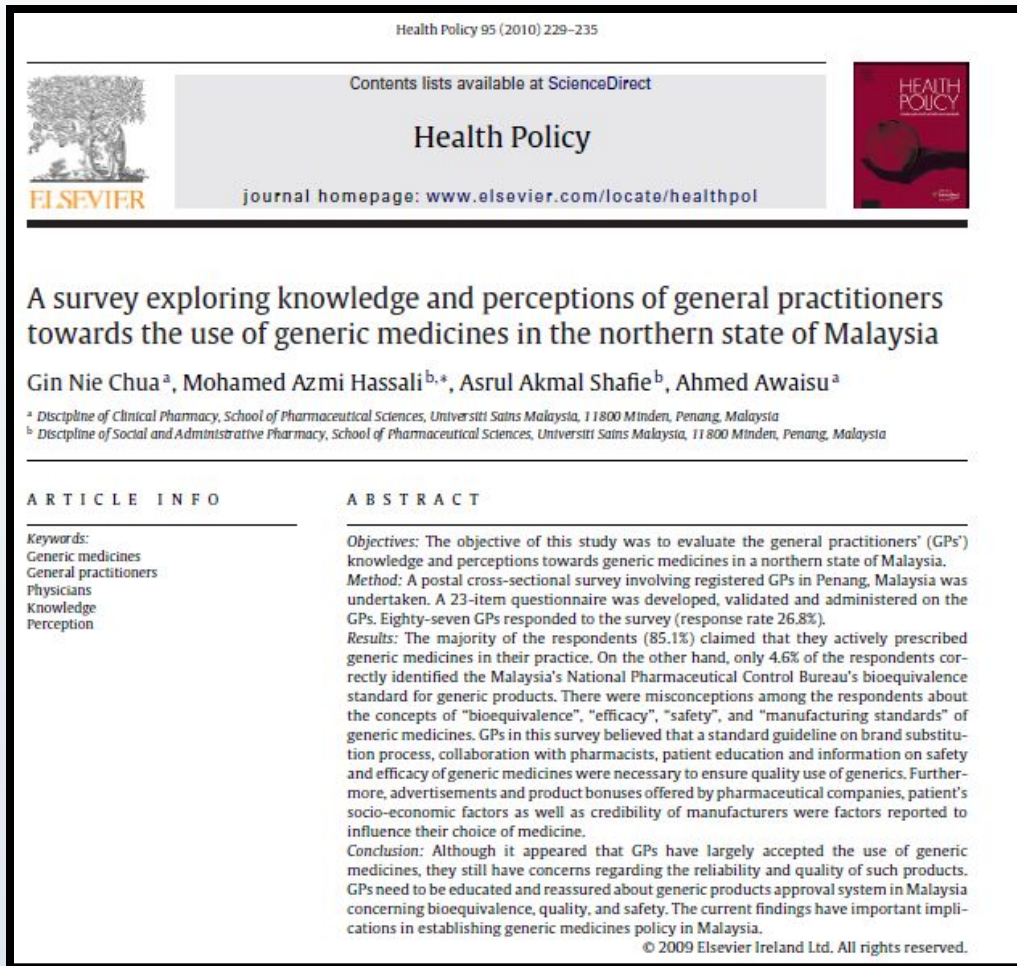 Health Policy 95 (2010) 229–235
Contents lists available at ScienceDirect
Health Policy
journal homepage: www.elsevier.com/locate/healthpol
ELSEVIER
HEALTH
POLICY
A survey exploring knowledge and perceptions of general practitioners
towards the use of generic medicines in the northern state of Malaysia
Gin Nie Chua a, Mohamed Azmi Hassali b,*, Asrul Akmal Shafie b, Ahmed Awaisu a
a Discipline of Clinical Pharmacy, School of Pharmaceutical Sciences, Universiti Sains Malaysia, 11800 Minden, Penang, Malaysia
b Discipline of Social and Administrative Pharmacy, School of Pharmaceutical Sciences, Universiti Sains Malaysia, 11800 Minden, Penang, Malaysia
ARTICLE INFO
Keywords:
Generic medicines
General practitioners
Physicians
Knowledge
Perception
ABSTRACT
Objectives: The objective of this study was to evaluate the general practitioners' (GPs')
knowledge and perceptions towards generic medicines in a northern state of Malaysia.
Method: A postal cross-sectional survey involving registered GPs in Penang, Malaysia was
undertaken. A 23-item questionnaire was developed, validated and administered on the
GPs. Eighty-seven GPs responded to the survey (response rate 26.8%).
Results: The majority of the respondents (85.1%) claimed that they actively prescribed
generic medicines in their practice. On the other hand, only 4.6% of the respondents cor-
rectly identified the Malaysia's National Pharmaceutical Control Bureau's bioequivalence
standard for generic products. There were misconceptions among the respondents about
the concepts of "bioequivalence", "efficacy", "safety", and "manufacturing standards" of
generic medicines. GPs in this survey believed that a standard guideline on brand substitu-
tion process, collaboration with pharmacists, patient education and information on safety
and efficacy of generic medicines were necessary to ensure quality use of generics. Further-
more, advertisements and product bonuses offered by pharmaceutical companies, patient's
socio-economic factors as well as credibility of manufacturers were factors reported to
influence their choice of medicine.
Conclusion: Although it appeared that GPs have largely accepted the use of generic
medicines, they still have concerns regarding the reliability and quality of such products.
GPs need to be educated and reassured about generic products approval system in Malaysia
concerning bioequivalence, quality, and safety. The current findings have important impli-
cations in establishing generic medicines policy in Malaysia.
© 2009 Elsevier Ireland Ltd. All rights reserved.